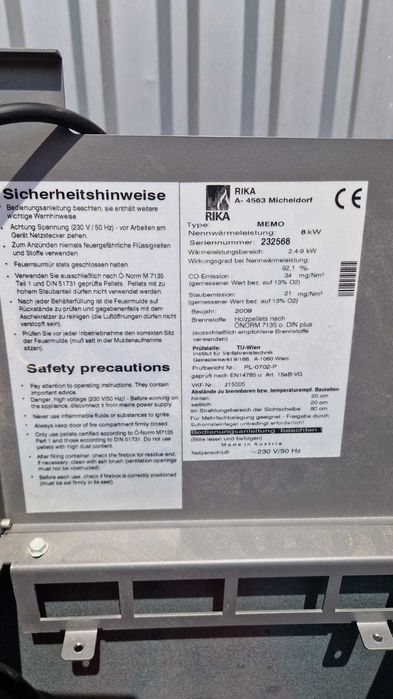 Sicherheitshinweise
Bedienungsanleitung beachten, sie enthält weitere
wichtige Warnhinweise.
Achtung Spannung (230 V / 50 Hz) - vor Arbeiten am
Gerät Netzstecker ziehen.
Zum Anzünden niemals feuergefährliche Flüssigkeiten
und Stoffe verwenden.
Feuerraumtür stets geschlossen halten.
Verwenden Sie ausschließlich nach Ö-Norm M 7135
Teil 1 und DIN 51731 geprüfte Pellets. Pellets mit zu
hohem Staubanteil dürfen nicht verwendet werden.
Nach jeder Behälterfüllung ist die Feuermulde auf
Rückstände zu prüfen und gegebenenfalls mit dem
Aschekratzer zu reinigen (die Luftöffnungen dürfen nicht
verstopft sein).
Prüfen Sie vor jeder Inbetriebnahme den korrekten Sitz
der Feuermulde (muß satt in der Muldenaufnahme
sitzen).
Safety precautions
Pay attention to operating instructions. They contain
important advice
Danger, high voltage (230 V/50 Hz)! - Before working on
the appliance, disconnect it from mains power supply
Never use inflammable fluids or substances to ignite
Always keep door of fire compartment firmly closed.
Only use pellets certified according to Ö-Norm M7135
Part 1 and those according to DIN 51731. Do not use
pellets with high dust content.
After filling container, check the firebox for residue and,
if necessary, clean with ash brush (ventilation openings
must not be obstructed).
Before each use, check if firebox is correctly positioned
(must be set firmly in its seat).
RIKA
RIKA
A- 4563 Micheldorf
CE
Type: MEMO
Nennwärmeleistung: 8 kW
Seriennummer: 232568
Wärmeleistungsbereich: 2,4-9 kW
Wirkungsgrad bei Nennwärmeleistung:
92,1 %
CO-Emission : 34 mg/Nm³
(gemessener Wert bez. auf 13% O2)
Staubemission: 21 mg/Nm³
(gemessener Wert bez. auf 13% O2)
Baujahr: 2009
Brennstoffe: Holzpellets nach
ÖNORM 7135 o. DIN plus
(ausschließlich empfohlene Brennstoffe
verwenden)
Prüfstelle: TU-Wien
Institut für Verfahrenstechnik
Getreidemarkt 9/166, A-1060 Wien
Prüfbericht Nr.: PL-0702-P
geprüft nach EN14785 u. Art. 15aB-VG
VKF-Nr.:
Abstände zu brennbaren bzw. temperaturempf. Bauteilen
hinten: 20 cm
seitlich: 20 cm
im Strahlungsbereich der Sichtscheibe: 80 cm
Für Mehrfachbelegung geeignet - Freigabe durch
Schornsteinfeger unbedingt erforderlich!
Bedienungsanleitung beachten
(Bitte lesen und befolgen)
Made in Austria
Netzanschluß: ~230 V/50 Hz